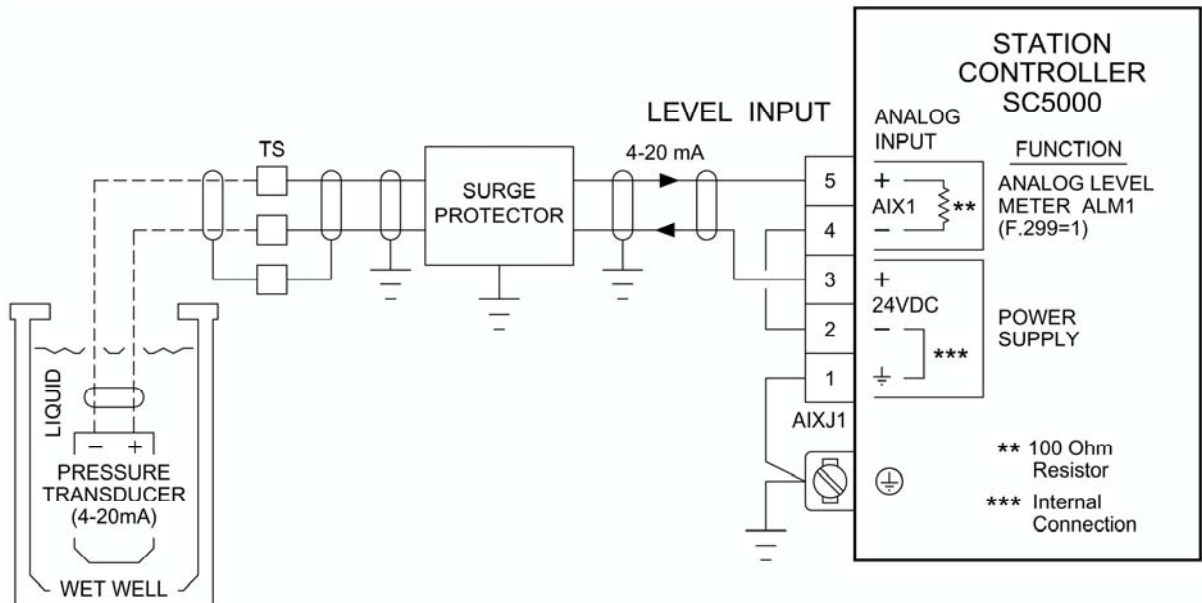 STATION
CONTROLLER
SC5000
LEVEL INPUT
ANALOG
INPUT
FUNCTION
TS
4-20 mA
SURGE
PROTECTOR
5
+
AIX1
**
−
ANALOG LEVEL
METER ALM1
(F.299=1)
4
3
+
24VDC
2
−
***
POWER
SUPPLY
1
AIXJ1
LIQUID
− +
PRESSURE
TRANSDUCER
(4-20mA)
WET WELL
** 100 Ohm
Resistor
*** Internal
Connection